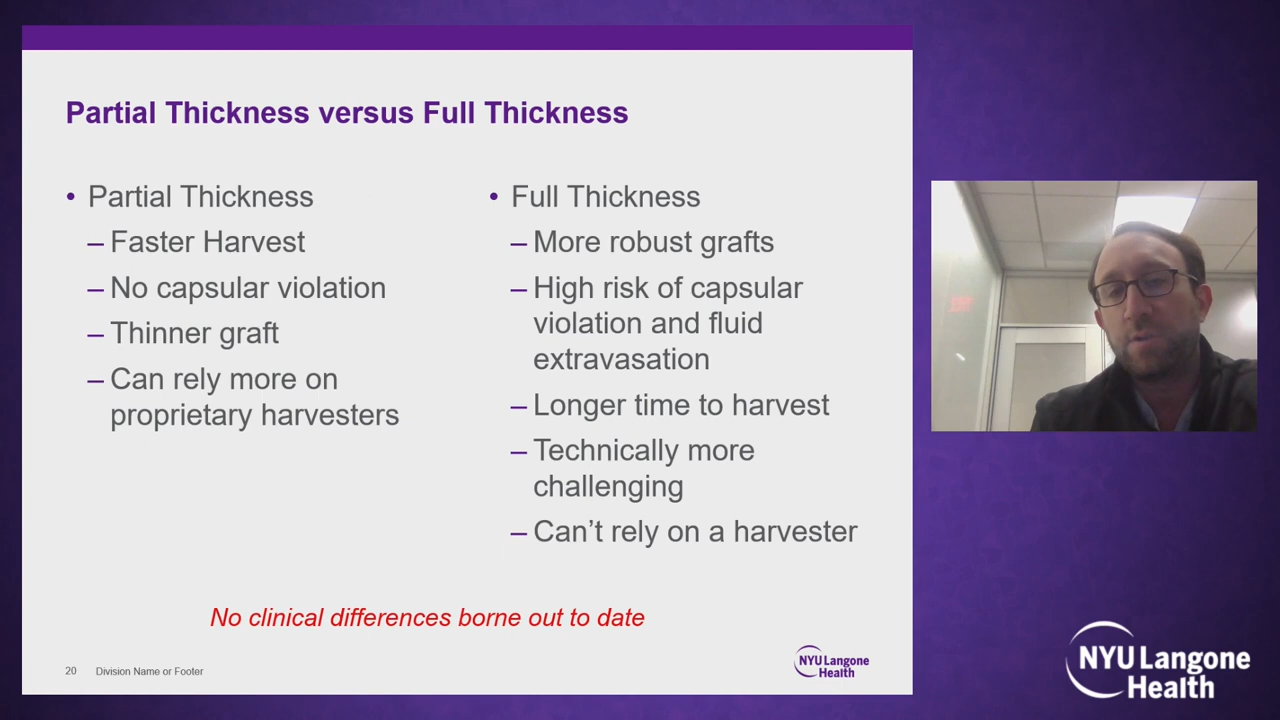 Partial Thickness versus Full Thickness
• Partial Thickness
– Faster Harvest
– No capsular violation
– Thinner graft
– Can rely more on
proprietary harvesters
• Full Thickness
– More robust grafts
– High risk of capsular
violation and fluid
extravasation
– Longer time to harvest
– Technically more
challenging
– Can’t rely on a harvester
No clinical differences borne out to date
20 Division Name or Footer
NYU Langone
Health
NYU Langone
Health